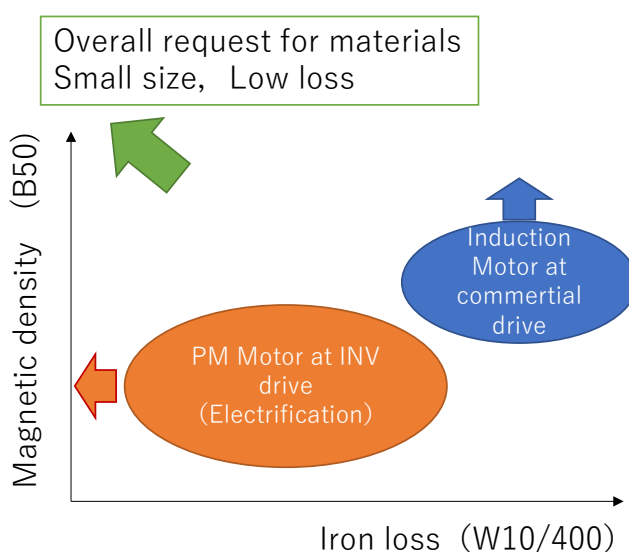 Overall request for materials
Small size,  Low loss
Magnetic density (B50)
Induction
Motor at
commertial
drive
PM Motor at INV
drive
(Electrification)
Iron loss (W10/400)